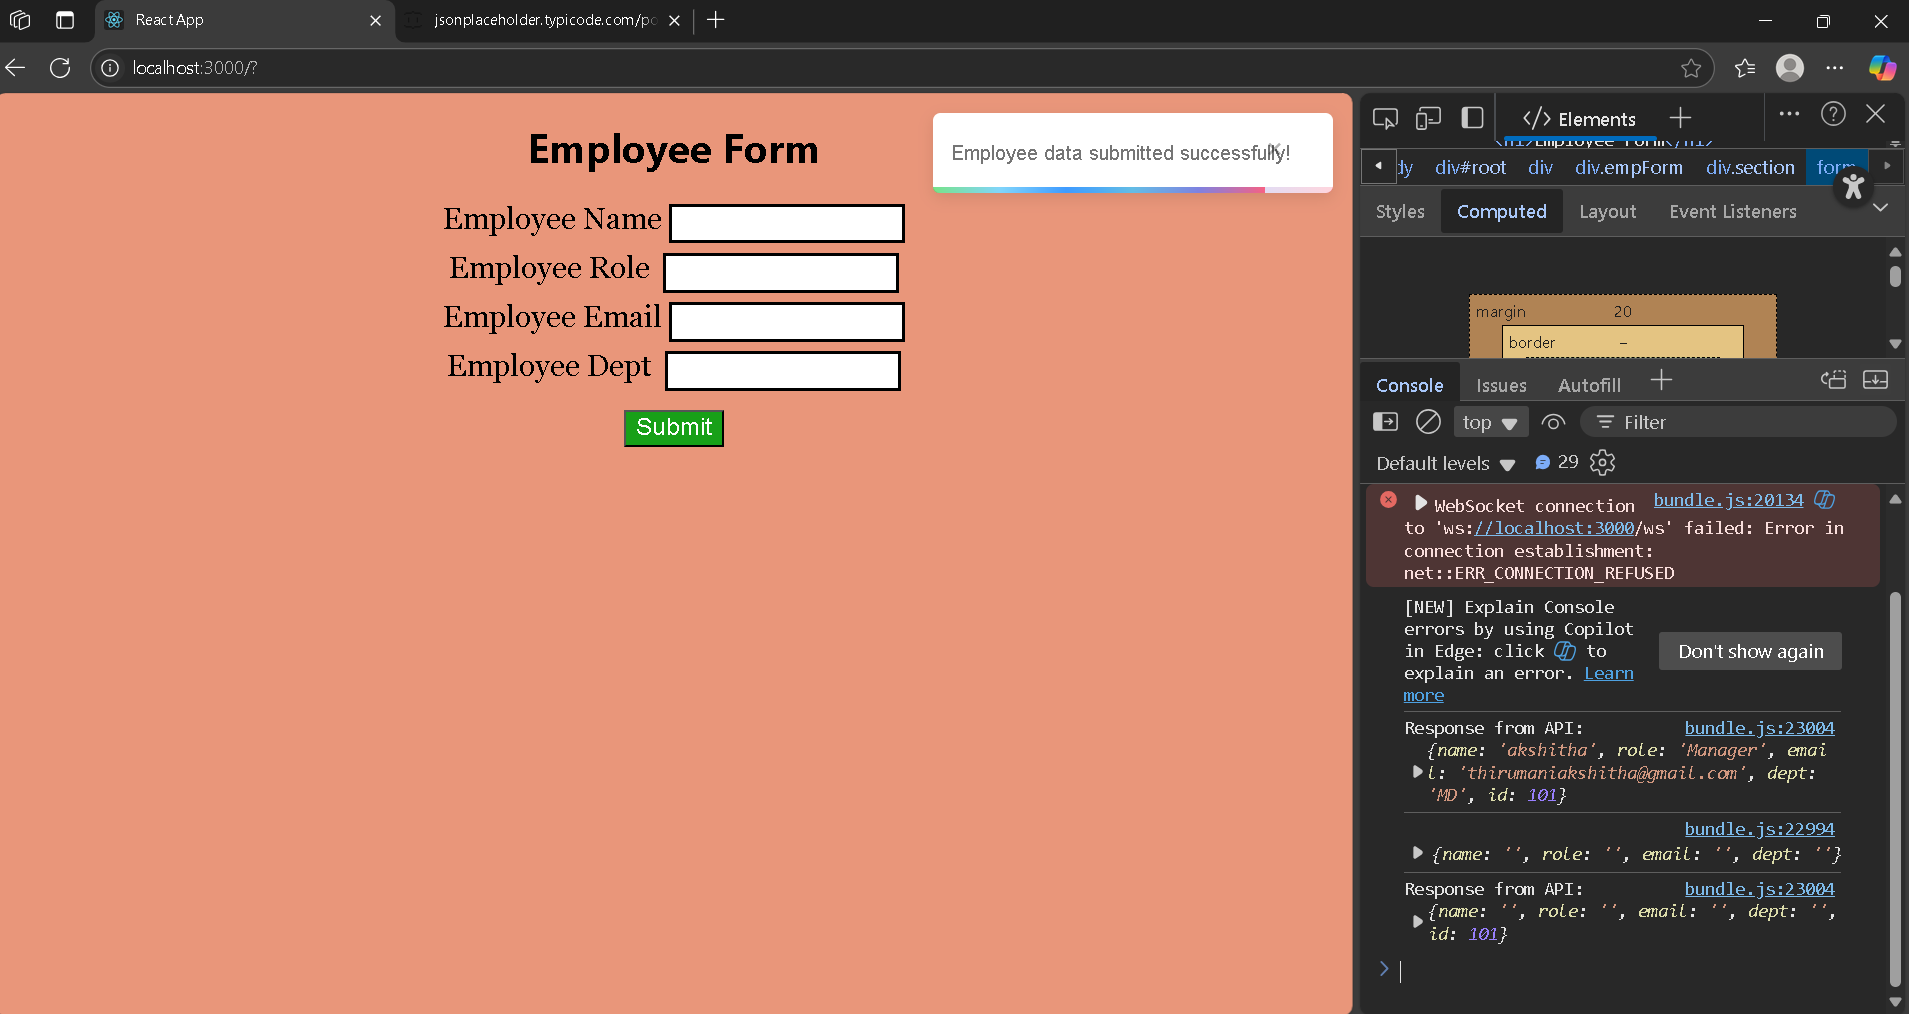 React App
jsonplaceholder.typicode.com/po
localhost:3000/?
Employee Form
Employee data submitted successfully!
Employee Name
Employee Role
Employee Email
Employee Dept
Submit
Elements
<h1>Employee Form</h1>
dy div#root div div.empForm div.section form
Styles Computed Layout Event Listeners
margin 20
border –
Console Issues Autofill
top Filter
Default levels 29
WebSocket connection bundle.js:20134
to 'ws://localhost:3000/ws' failed: Error in
connection establishment:
net::ERR_CONNECTION_REFUSED
[NEW] Explain Console
errors by using Copilot
in Edge: click to
explain an error. Learn
more
Don't show again
Response from API: bundle.js:23004
{name: 'akshitha', role: 'Manager', emai
l: 'thirumaniakshitha@gmail.com', dept:
'MD', id: 101}
bundle.js:22994
{name: '', role: '', email: '', dept: ''}
Response from API: bundle.js:23004
{name: '', role: '', email: '', dept: '',
id: 101}